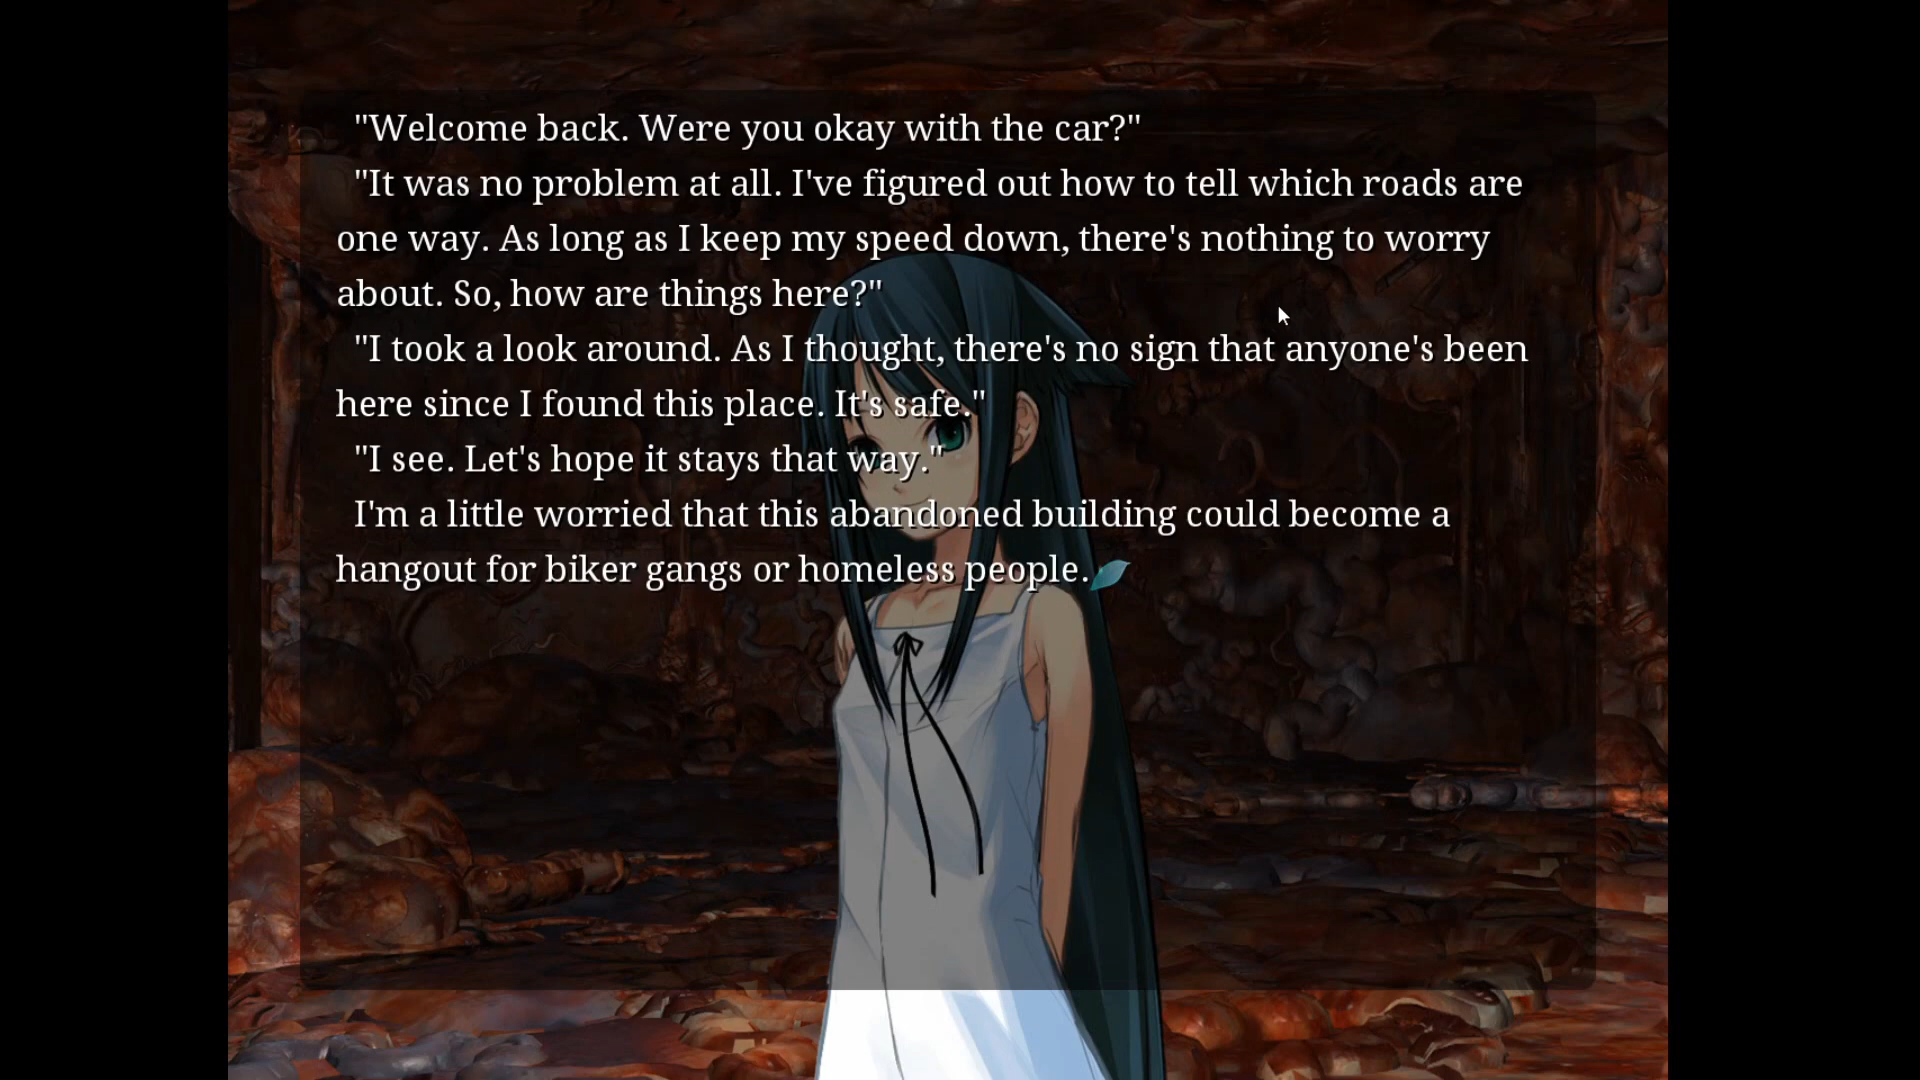 "Welcome back. Were you okay with the car?"
"It was no problem at all. I've figured out how to tell which roads are
one way. As long as I keep my speed down, there's nothing to worry
about. So, how are things here?"
"I took a look around. As I thought, there's no sign that anyone's been
here since I found this place. It's safe."
"I see. Let's hope it stays that way."
I'm a little worried that this abandoned building could become a
hangout for biker gangs or homeless people.